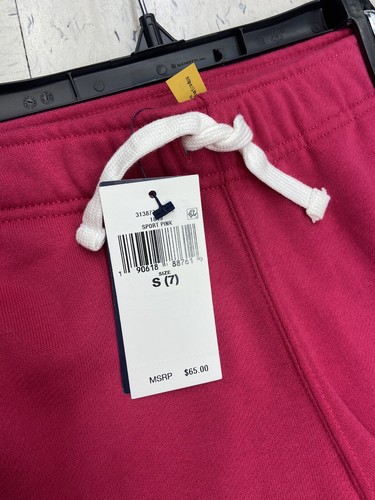 SPORT PINK
1 90618 88761
SIZE
S (7)
MSRP $65.00